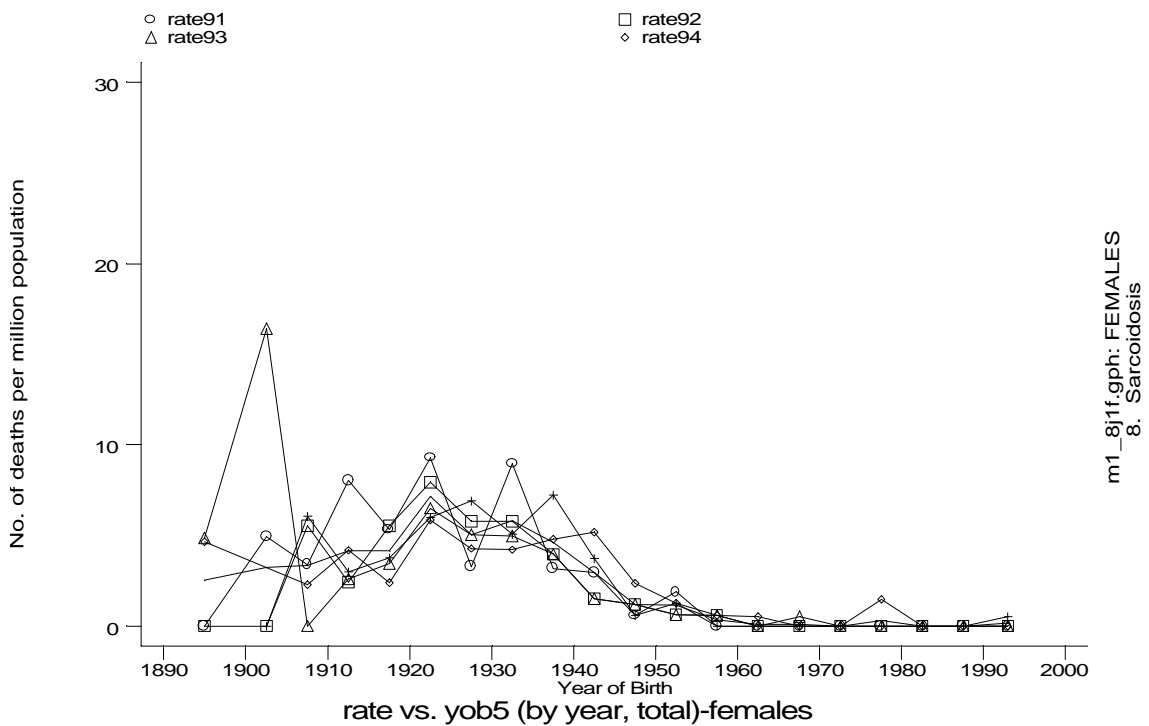 rate91 rate92
rate93 rate94
30
20
10
0
No. of deaths per million population
1890 1900 1910 1920 1930 1940 1950 1960 1970 1980 1990 2000
Year of Birth
rate vs. yob5 (by year, total)-females
m1_8j1f.gph: FEMALES
8. Sarcoidosis